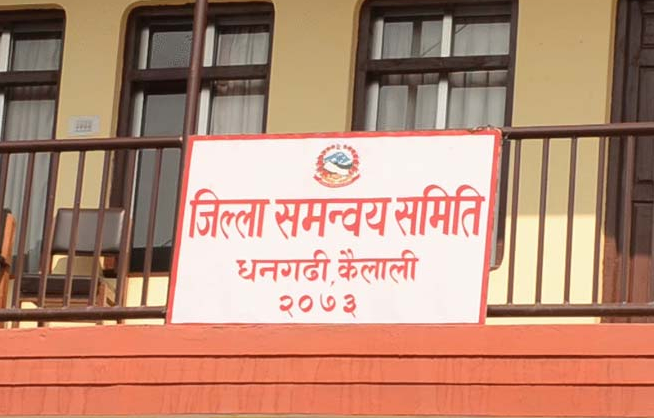 जिल्ला समन्वय समिति
धनगढी, कैलाली
२०७३